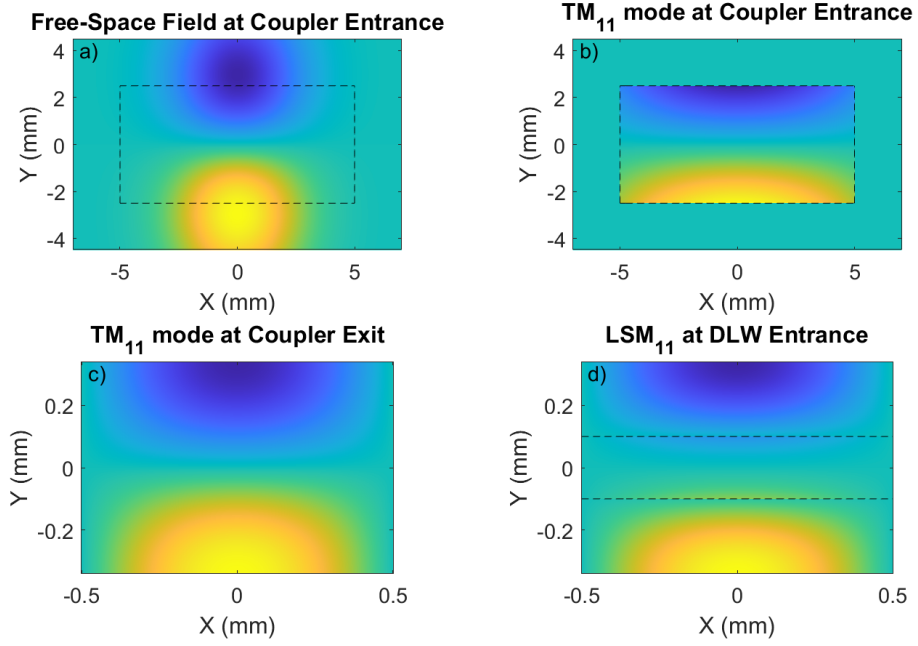 Free-Space Field at Coupler Entrance
a)
4
2
0
-2
-4
Y (mm)
-5 0 5
X (mm)
TM11 mode at Coupler Entrance
b)
4
2
0
-2
-4
Y (mm)
-5 0 5
X (mm)
TM11 mode at Coupler Exit
c)
0.2
0
-0.2
Y (mm)
-0.5 0 0.5
X (mm)
LSM11 at DLW Entrance
d)
0.2
0
-0.2
Y (mm)
-0.5 0 0.5
X (mm)